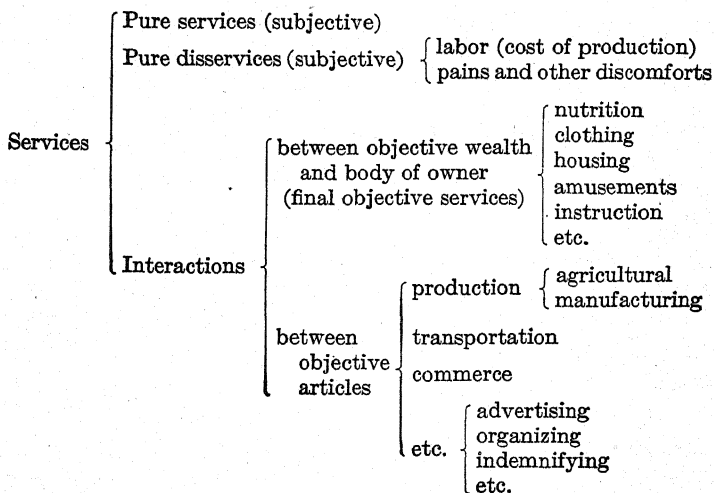 Pure services (subjective)
Pure disservices (subjective)
labor (cost of production)
pains and other discomforts
Services
Interactions
between objective wealth
and body of owner
(final objective services)
nutrition
clothing
housing
amusements
instruction
etc.
between
objective
articles
production
agricultural
manufacturing
transportation
commerce
etc.
advertising
organizing
indemnifying
etc.